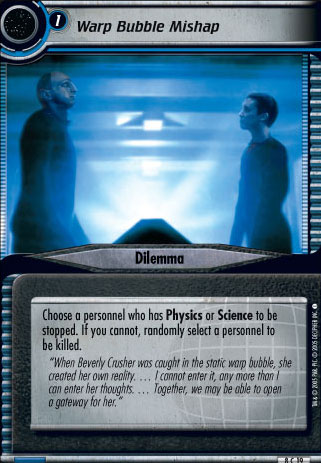 1
Warp Bubble Mishap
Dilemma
Choose a personnel who has Physics or Science to be
stopped. If you cannot, randomly select a personnel to
be killed.
"When Beverly Crusher was caught in the static warp bubble, she
created her own reality. … I cannot enter it, any more than I
can enter her thoughts. … Together, we may be able to open
a gateway for her."
8 C 19